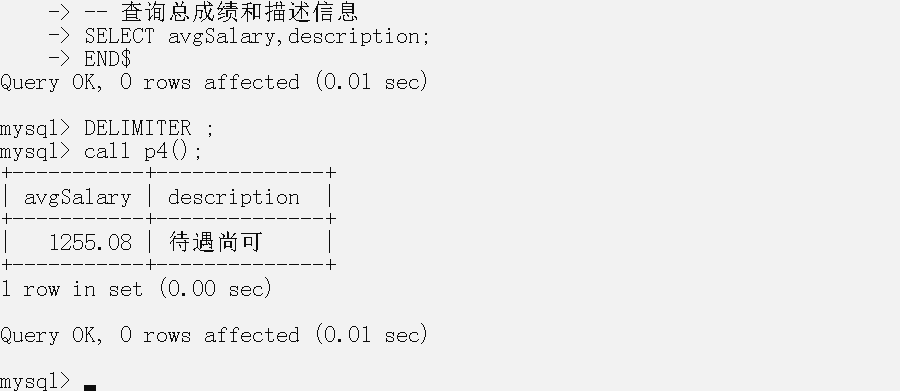 -> -- 查询总成绩和描述信息
    -> SELECT avgSalary,description;
    -> END$
Query OK, 0 rows affected (0.01 sec)

mysql> DELIMITER ;
mysql> call p4();
+-----------+--------------+
| avgSalary | description  |
+-----------+--------------+
|   1255.08 | 待遇尚可     |
+-----------+--------------+
1 row in set (0.00 sec)

Query OK, 0 rows affected (0.01 sec)

mysql>